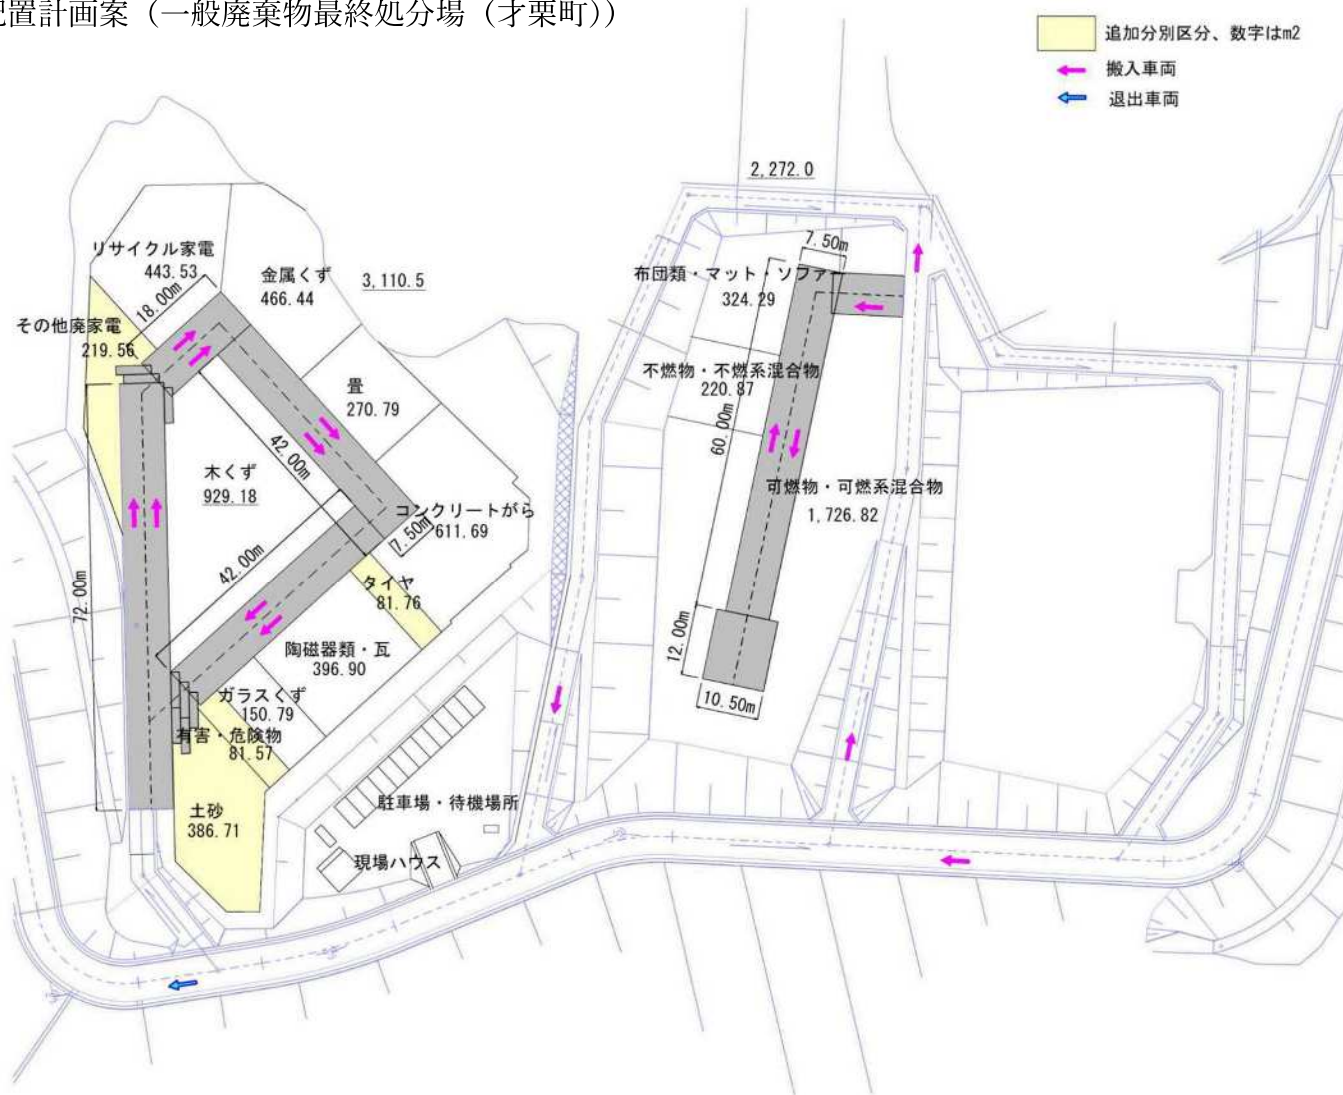 配置計画案（一般廃棄物最終処分場（才栗町））
追加分別区分、数字はm2
搬入車両
退出車両
2,272.0
リサイクル家電
443.53
18.00m
金属くず
466.44
3,110.5
その他廃家電
219.56
畳
270.79
42.00m
木くず
929.18
コンクリートがら
611.69
7.50m
42.00m
72.00m
タイヤ
81.76
陶磁器類・瓦
396.90
ガラスくず
150.79
有害・危険物
81.57
土砂
386.71
駐車場・待機場所
現場ハウス
7.50m
布団類・マット・ソファー
324.29
不燃物・不燃系混合物
220.87
60.00m
可燃物・可燃系混合物
1,726.82
12.00m
10.50m